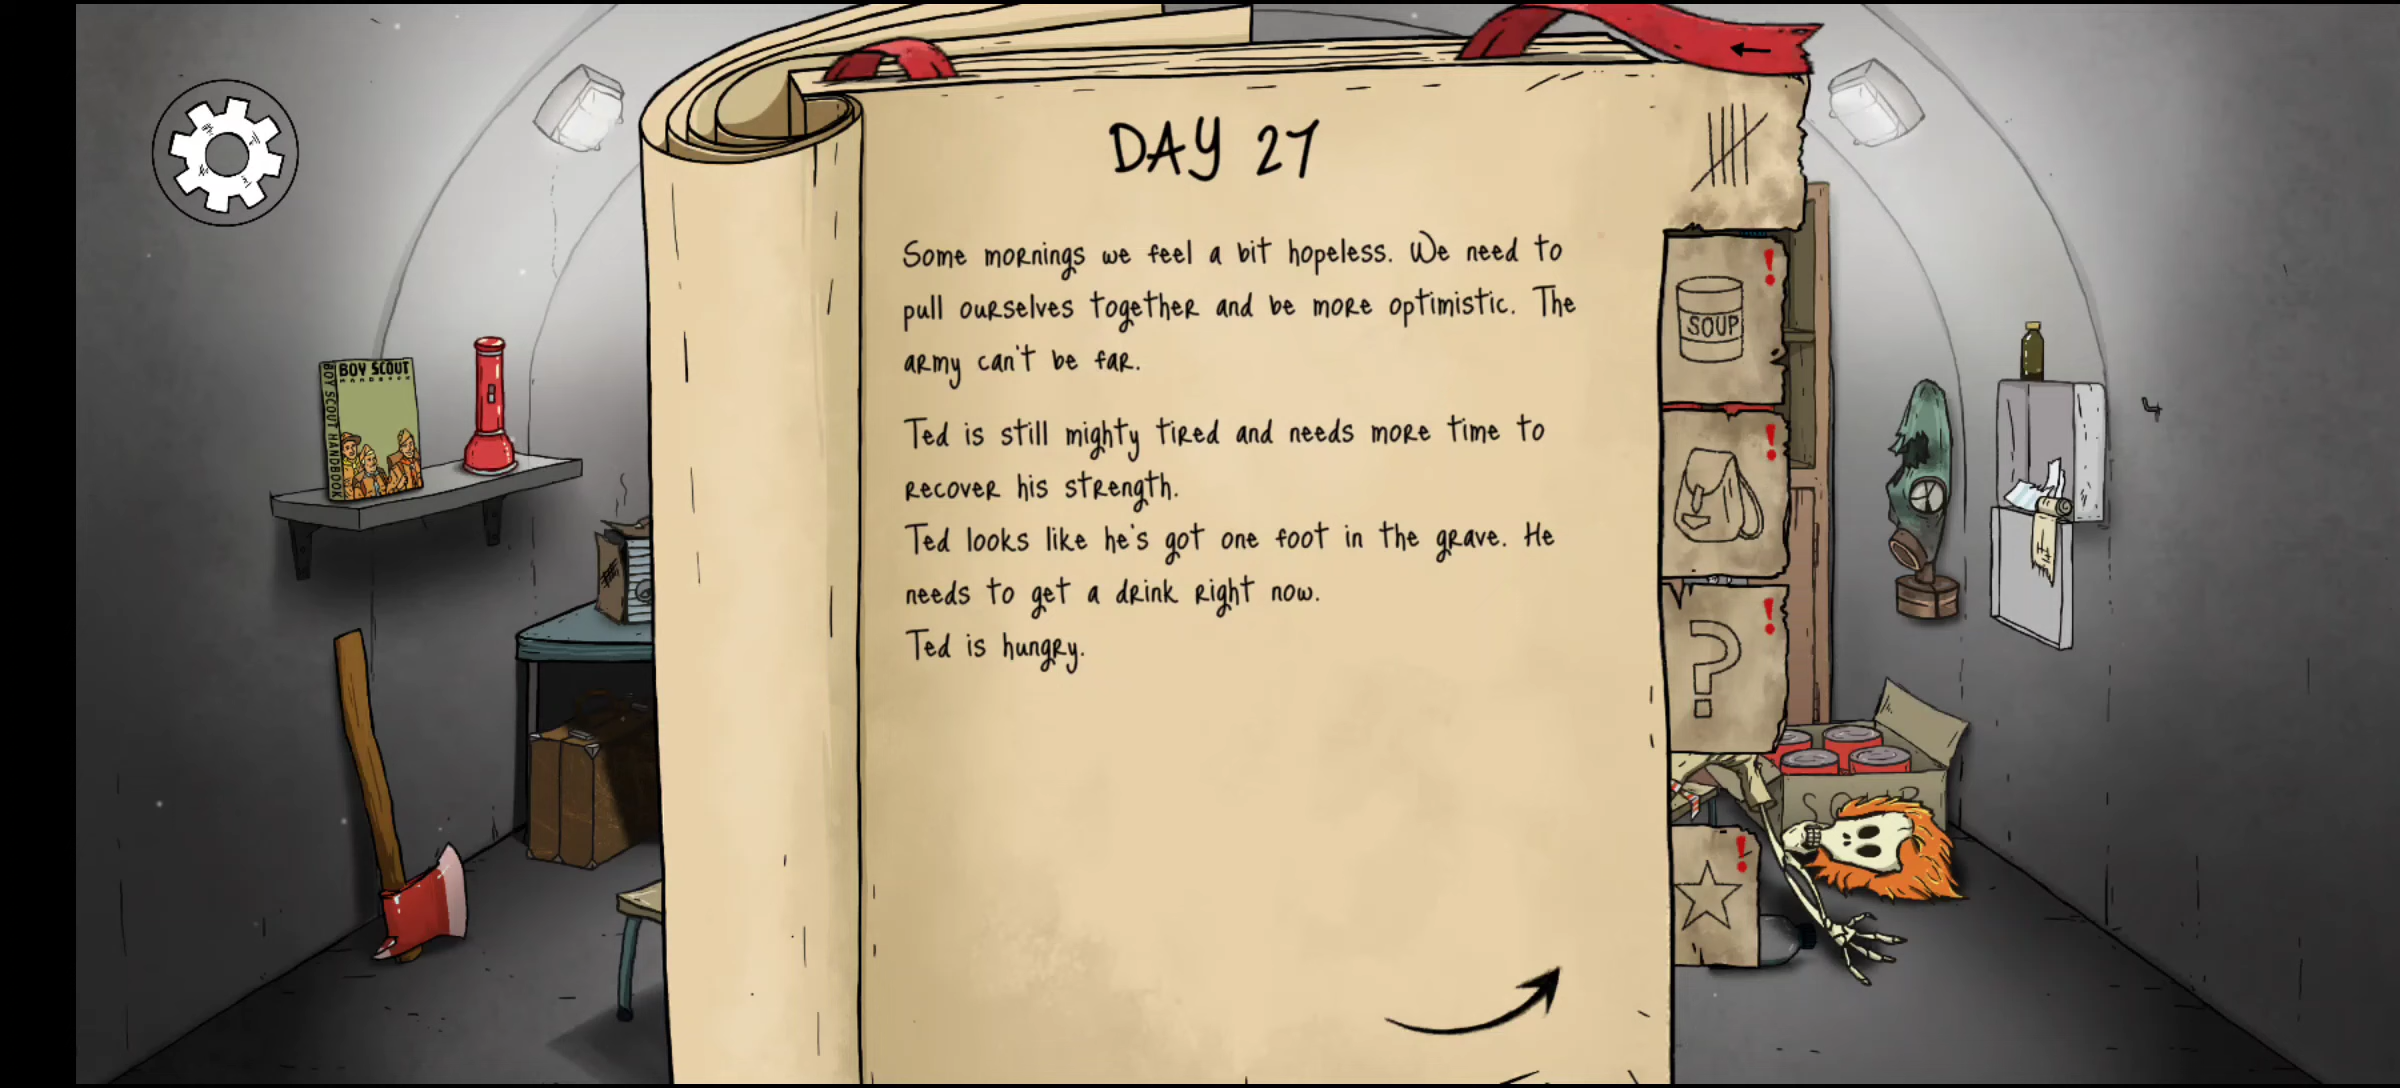 DAY 27
Some mornings we feel a bit hopeless. We need to
pull ourselves together and be more optimistic. The
army can't be far.
Ted is still mighty tired and needs more time to
recover his strength.
Ted looks like he's got one foot in the grave. He
needs to get a drink right now.
Ted is hungry.
SOUP
!
!
?
!
!
BOY SCOUT
HANDBOOK
BOY SCOUT HANDBOOK